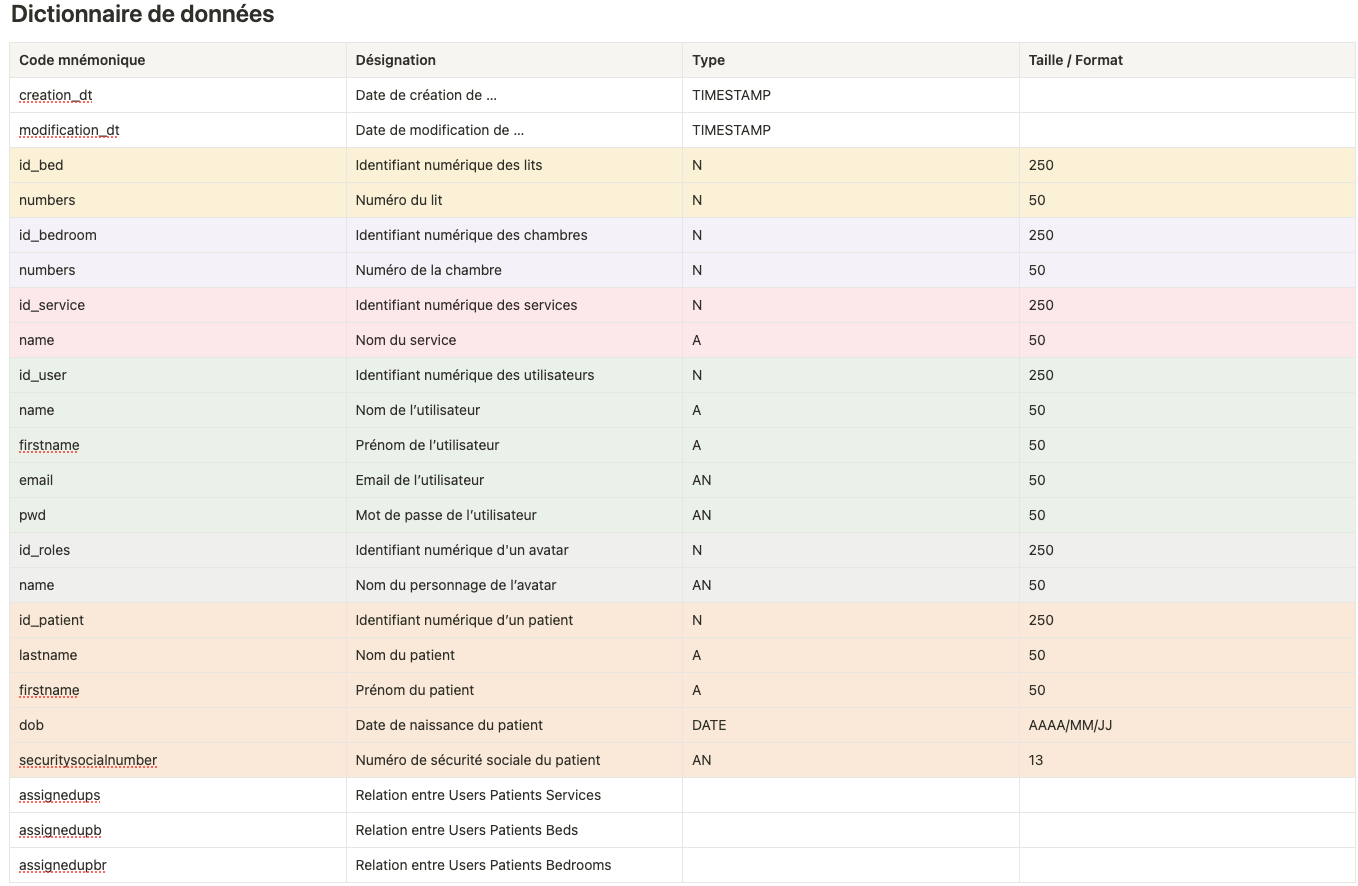 Dictionnaire de données
Code mnémonique Désignation Type Taille / Format
creation_dt Date de création de ... TIMESTAMP
modification_dt Date de modification de ... TIMESTAMP
id_bed Identifiant numérique des lits N 250
numbers Numéro du lit N 50
id_bedroom Identifiant numérique des chambres N 250
numbers Numéro de la chambre N 50
id_service Identifiant numérique des services N 250
name Nom du service A 50
id_user Identifiant numérique des utilisateurs N 250
name Nom de l’utilisateur A 50
firstname Prénom de l’utilisateur A 50
email Email de l’utilisateur AN 50
pwd Mot de passe de l’utilisateur AN 50
id_roles Identifiant numérique d'un avatar N 250
name Nom du personnage de l’avatar AN 50
id_patient Identifiant numérique d’un patient N 250
lastname Nom du patient A 50
firstname Prénom du patient A 50
dob Date de naissance du patient DATE AAAA/MM/JJ
securitysocialnumber Numéro de sécurité sociale du patient AN 13
assignedups Relation entre Users Patients Services
assignedupb Relation entre Users Patients Beds
assignedupbr Relation entre Users Patients Bedrooms